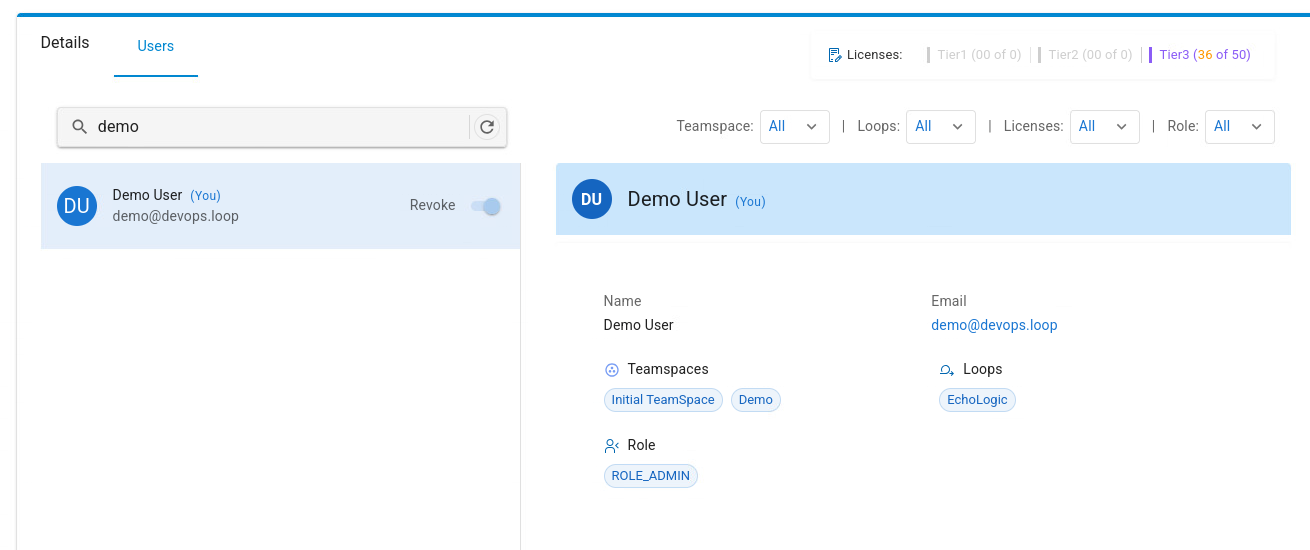 Details Users
Licenses: Tier1 (00 of 0) Tier2 (00 of 0) Tier3 (36 of 50)
demo
Teamspace: All | Loops: All | Licenses: All | Role: All
DU Demo User (You)
demo@devops.loop
Revoke
DU Demo User (You)
Name
Demo User
Email
demo@devops.loop
Teamspaces
Initial TeamSpace Demo
Loops
EchoLogic
Role
ROLE_ADMIN